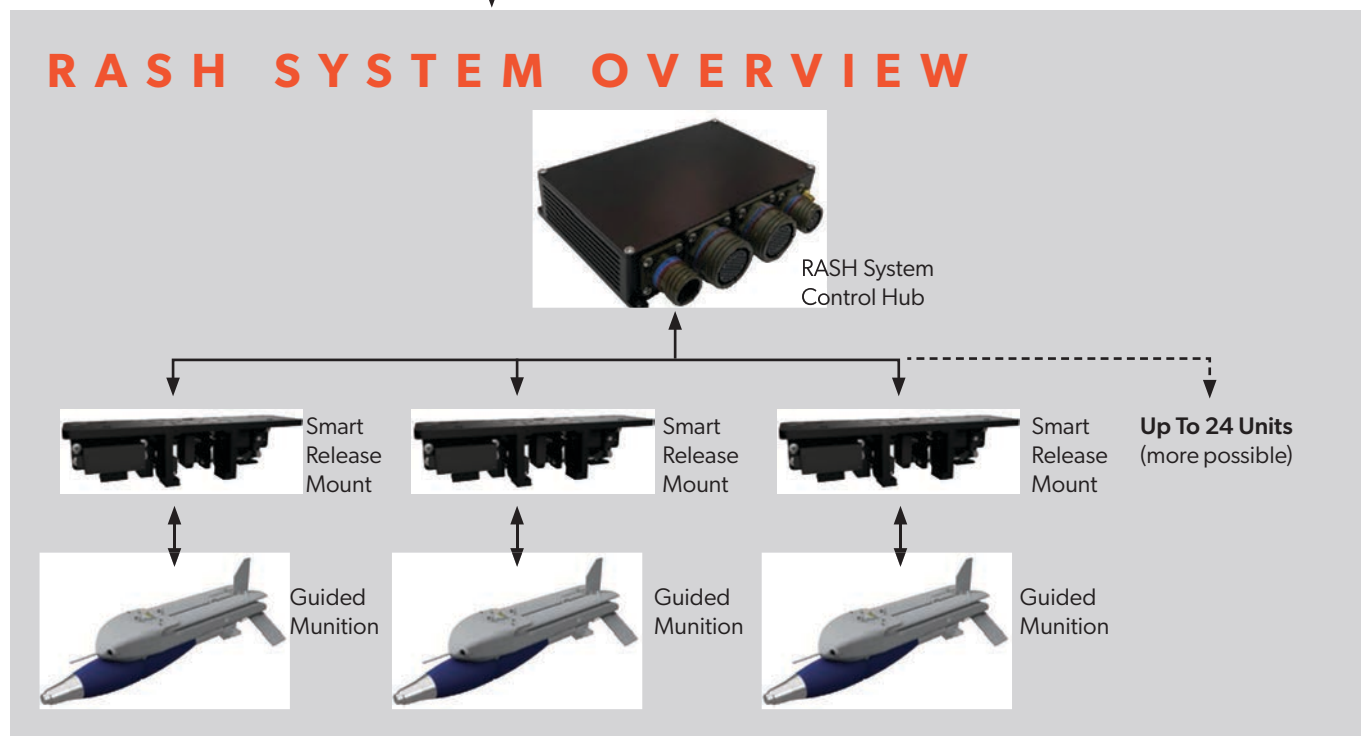 RASH SYSTEM OVERVIEW
RASH System
Control Hub
Smart
Release
Mount
Smart
Release
Mount
Smart
Release
Mount
Up To 24 Units
(more possible)
Guided
Munition
Guided
Munition
Guided
Munition